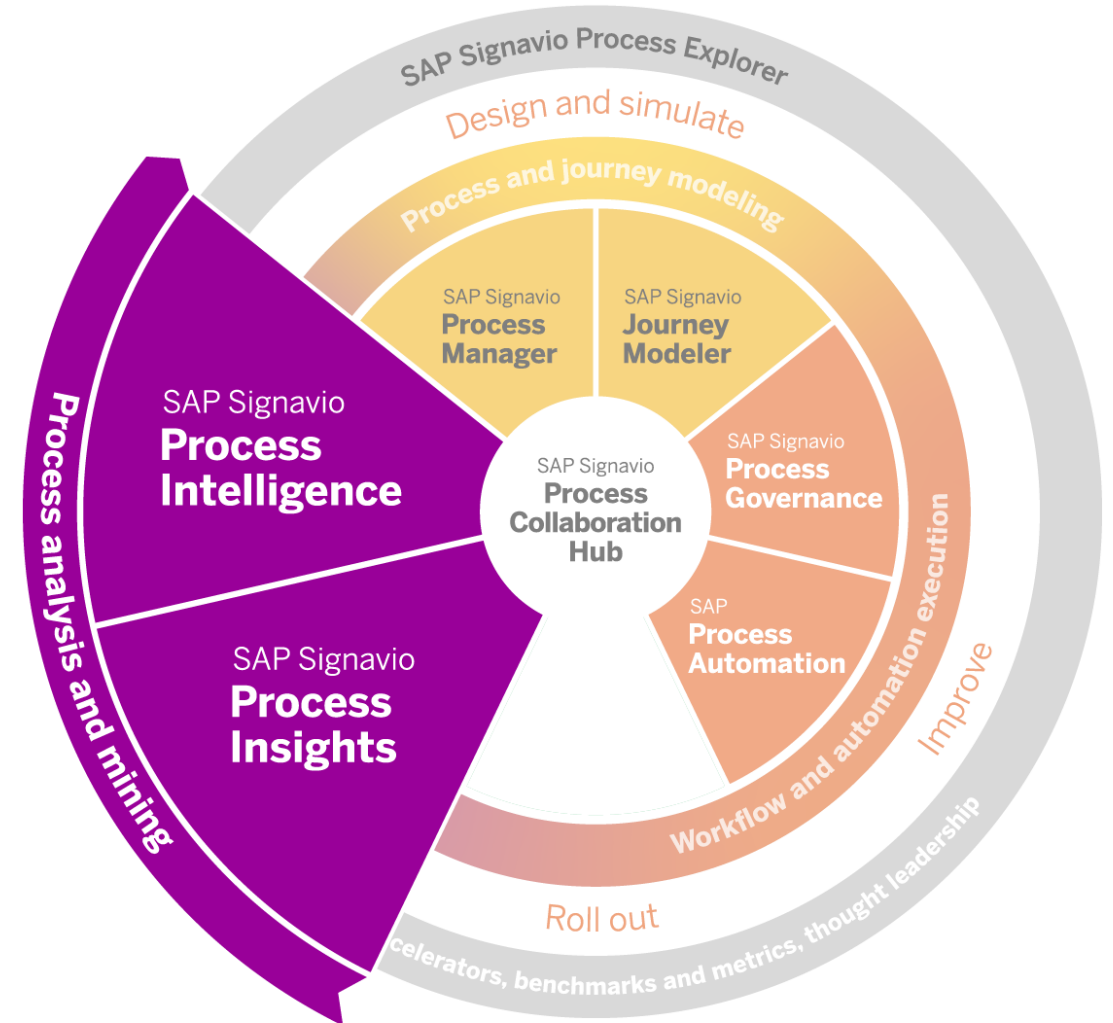 SAP Signavio Process Explorer
Design and simulate
Process and journey modeling
SAP Signavio
Process
Manager
SAP Signavio
Journey
Modeler
SAP Signavio
Process
Intelligence
SAP Signavio
Process
Collaboration
Hub
SAP Signavio
Process
Governance
SAP
Process
Automation
SAP Signavio
Process
Insights
Process analysis and mining
Workflow and automation execution
Improve
Roll out
celerators, benchmarks and metrics, thought leadership